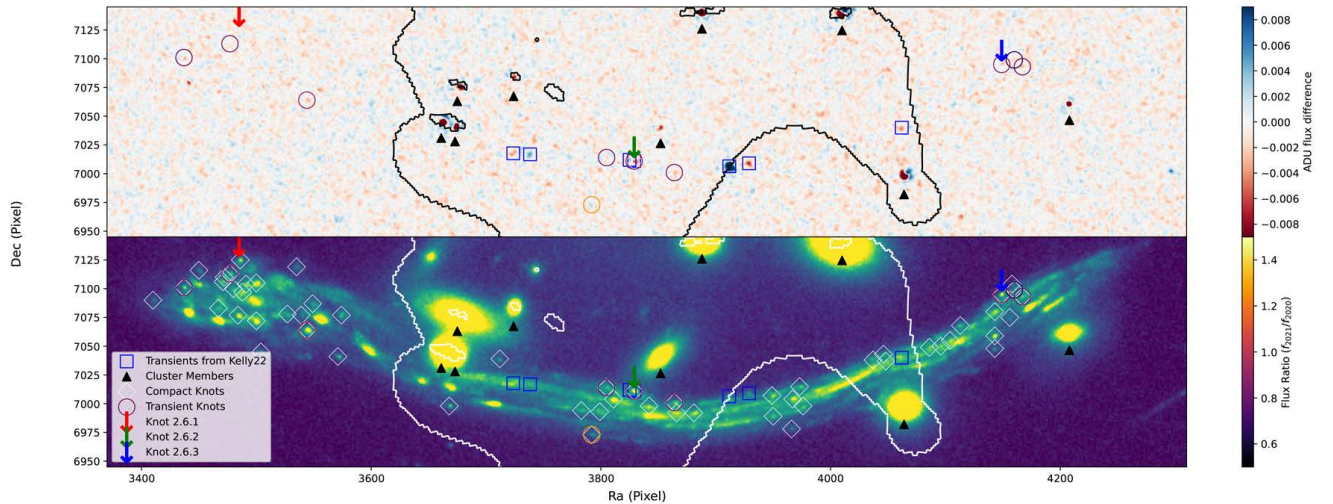 7125
7100
7075
7050
7025
7000
6975
6950
7125
7100
7075
7050
7025
7000
6975
6950
Dec (Pixel)
Transients from Kelly22
Cluster Members
Compact Knots
Transient Knots
Knot 2.6.1
Knot 2.6.2
Knot 2.6.3
3400 3600 3800 4000 4200
Ra (Pixel)
0.008
0.006
0.004
0.002
0.000
−0.002
−0.004
−0.006
−0.008
ADU flux difference
1.4
1.2
1.0
0.8
0.6
Flux Ratio (f2021/f2020)